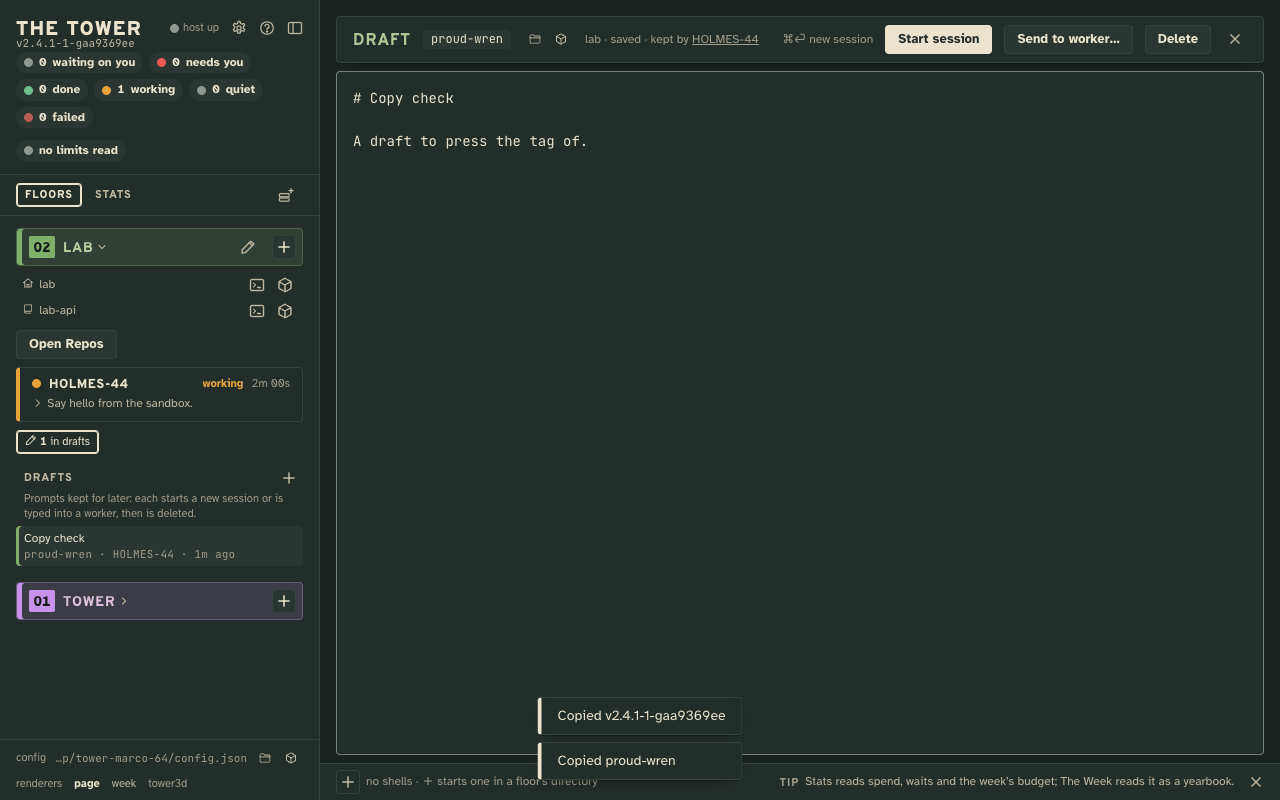 THE TOWER
host up
v2.4.1-1-gaa9369ee
0 waiting on you
0 needs you
0 done
1 working
0 quiet
0 failed
no limits read
FLOORS
STATS
02 LAB
lab
lab-api
Open Repos
HOLMES-44
working 2m 00s
Say hello from the sandbox.
1 in drafts
DRAFTS
Prompts kept for later: each starts a new session or is
typed into a worker, then is deleted.
Copy check
proud-wren · HOLMES-44 · 1m ago
01 TOWER
config …p/tower-marco-64/config.json
renderers page week tower3d
DRAFT proud-wren
lab · saved · kept by HOLMES-44
⌘⏎ new session
Start session
Send to worker…
Delete
# Copy check
A draft to press the tag of.
Copied v2.4.1-1-gaa9369ee
Copied proud-wren
no shells · + starts one in a floor's directory
TIP Stats reads spend, waits and the week's budget; The Week reads it as a yearbook.